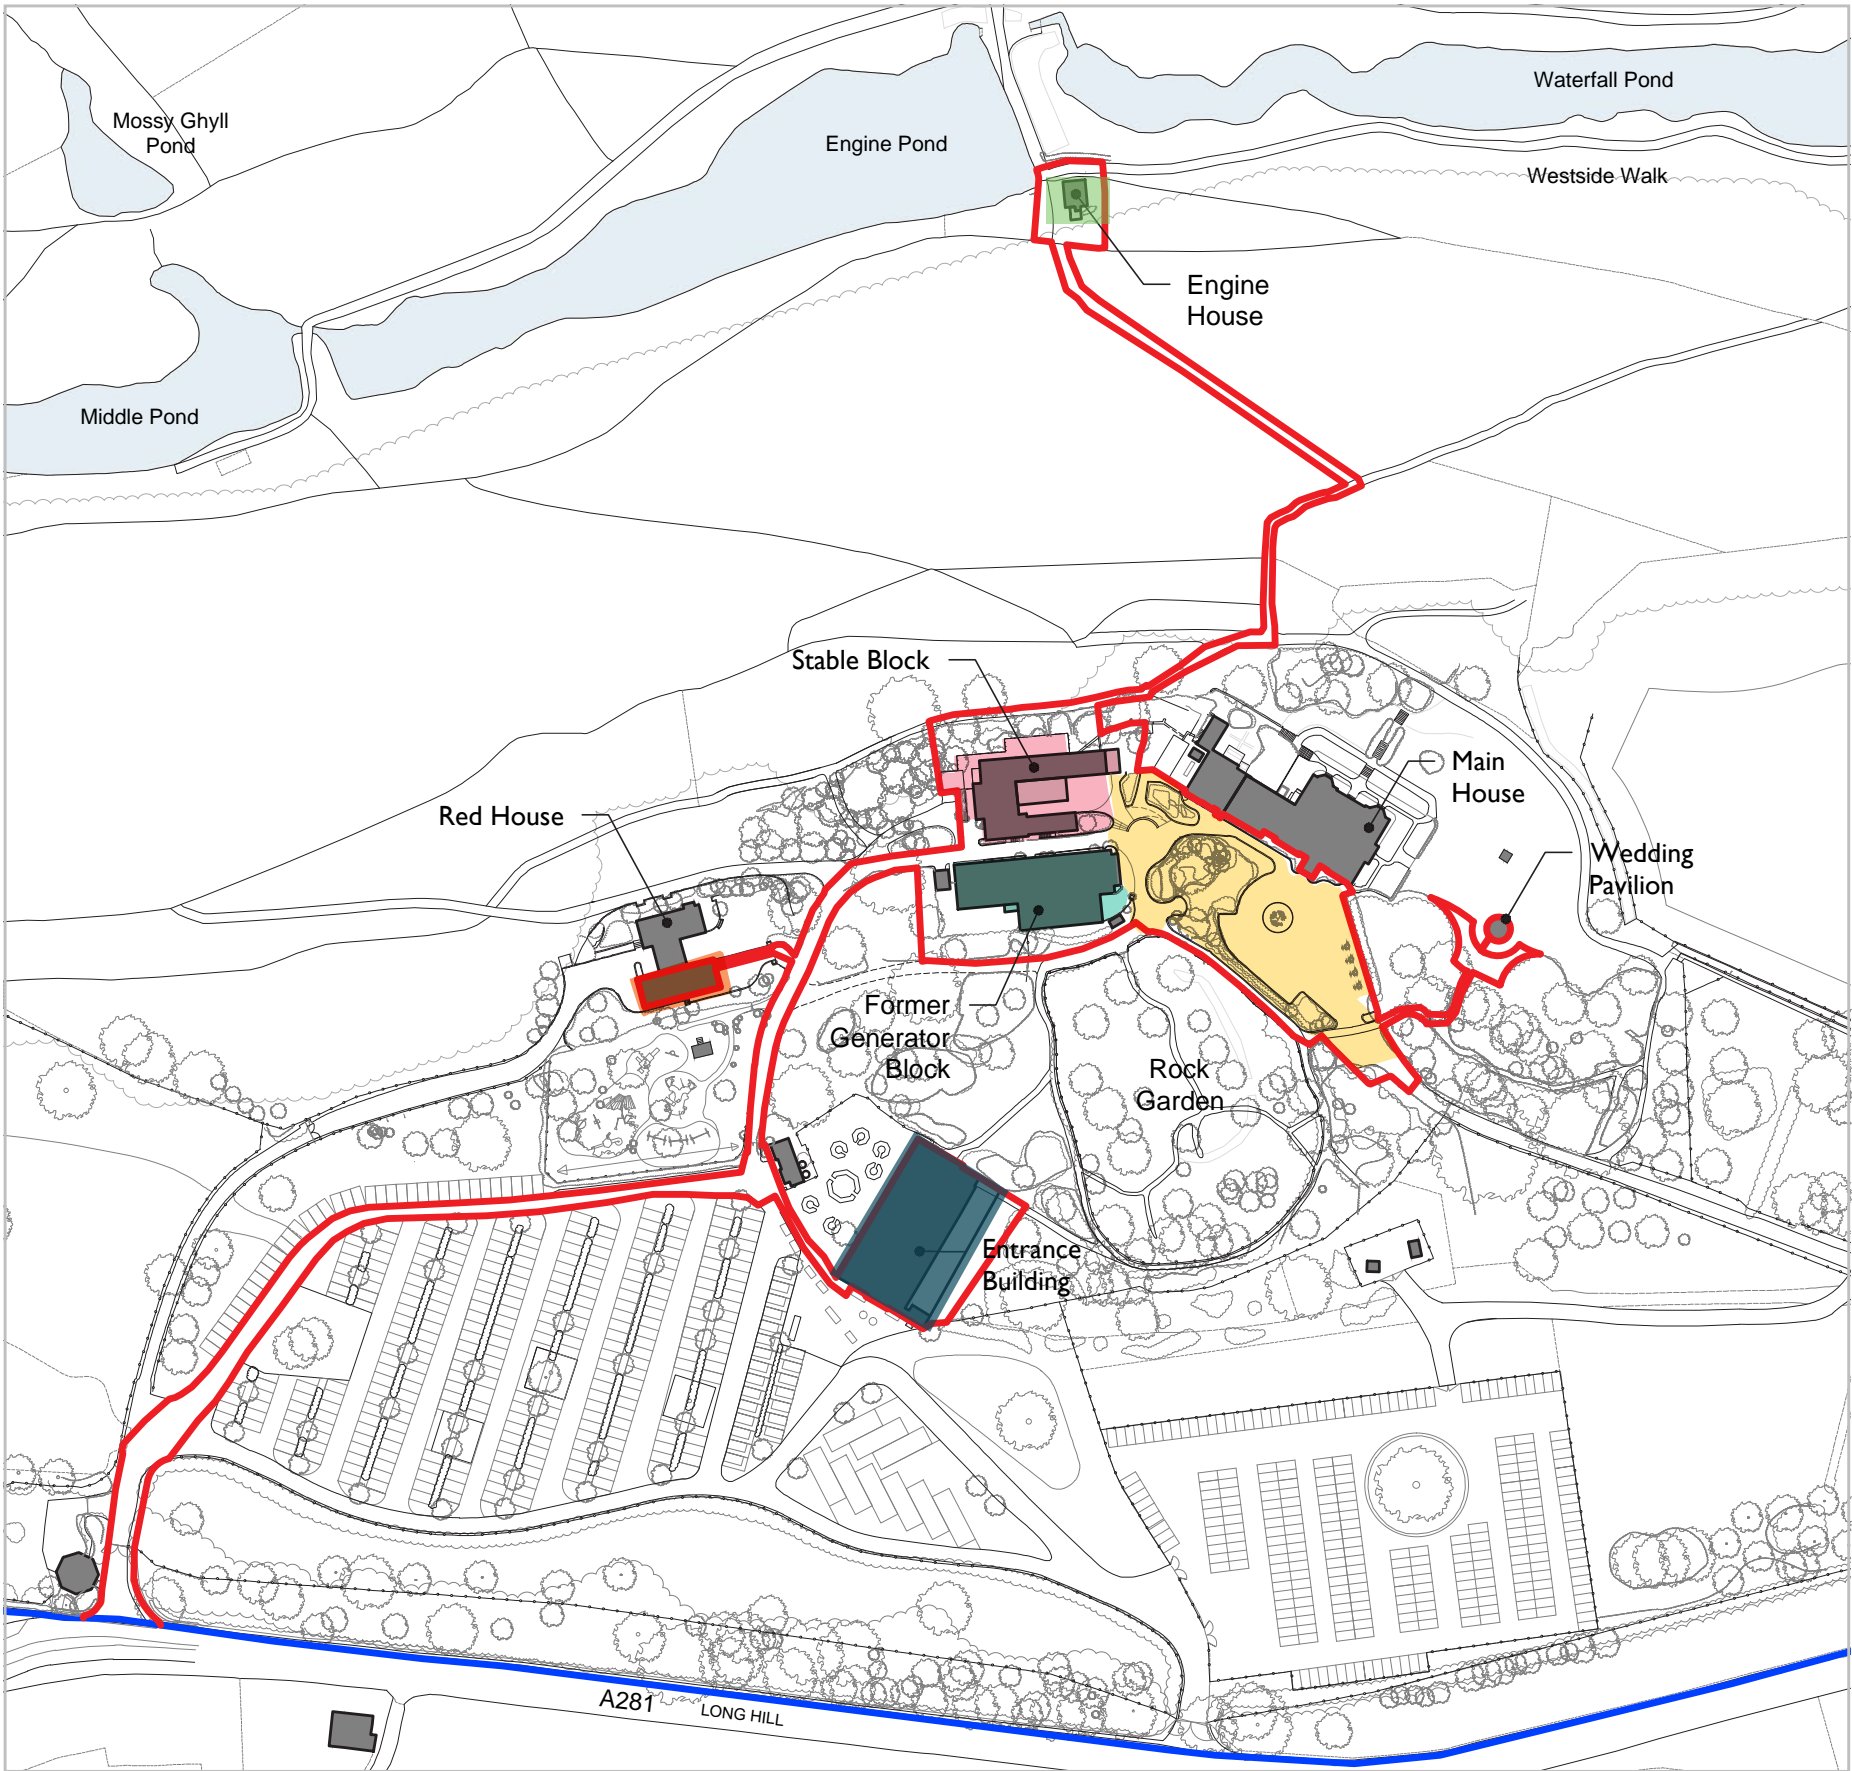 Waterfall Pond
Mossy Ghyll
Pond
Engine Pond
Westside Walk
Engine
House
Middle Pond
Stable Block
Main
House
Red House
Wedding
Pavilion
Former
Generator
Block
Rock
Garden
Entrance
Building
A281
LONG HILL